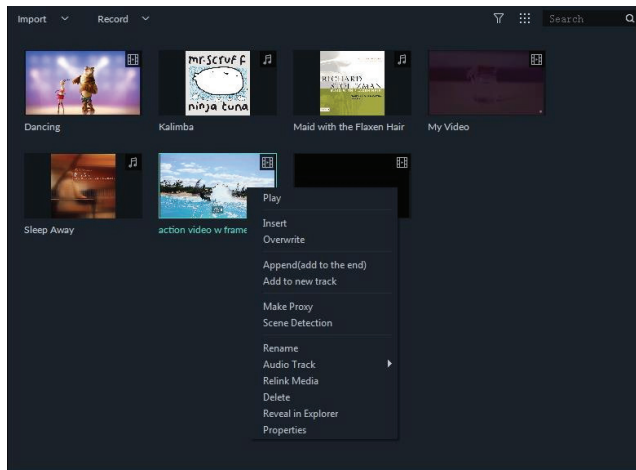 Import
Record
Search
mr.scruff
ninja tuna
RICHARD
STOLTZMAN
Dancing
Kalimba
Maid with the Flaxen Hair
My Video
Sleep Away
action video w frame
Play
Insert
Overwrite
Append(add to the end)
Add to new track
Make Proxy
Scene Detection
Rename
Audio Track
Relink Media
Delete
Reveal in Explorer
Properties